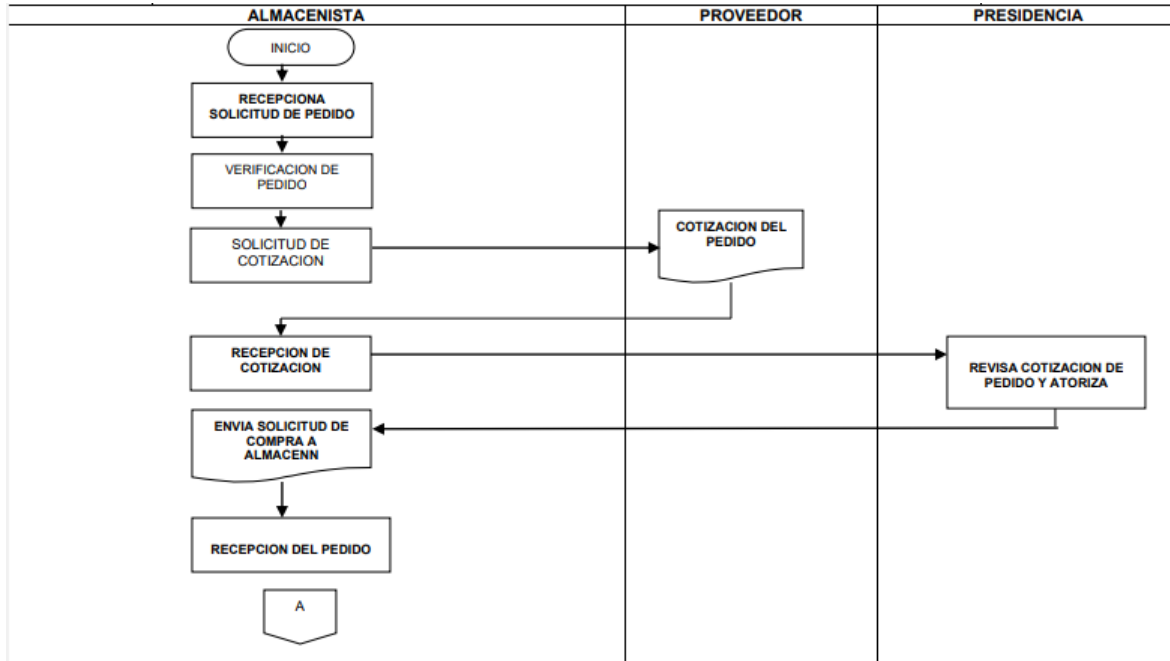 ALMACENISTA
PROVEEDOR
PRESIDENCIA
INICIO
RECEPCIONA
SOLICITUD DE PEDIDO
VERIFICACION DE
PEDIDO
SOLICITUD DE
COTIZACION
COTIZACION DEL
PEDIDO
RECEPCION DE
COTIZACION
REVISA COTIZACION DE
PEDIDO Y ATORIZA
ENVIA SOLICITUD DE
COMPRA A
ALMACENN
RECEPCION DEL PEDIDO
A